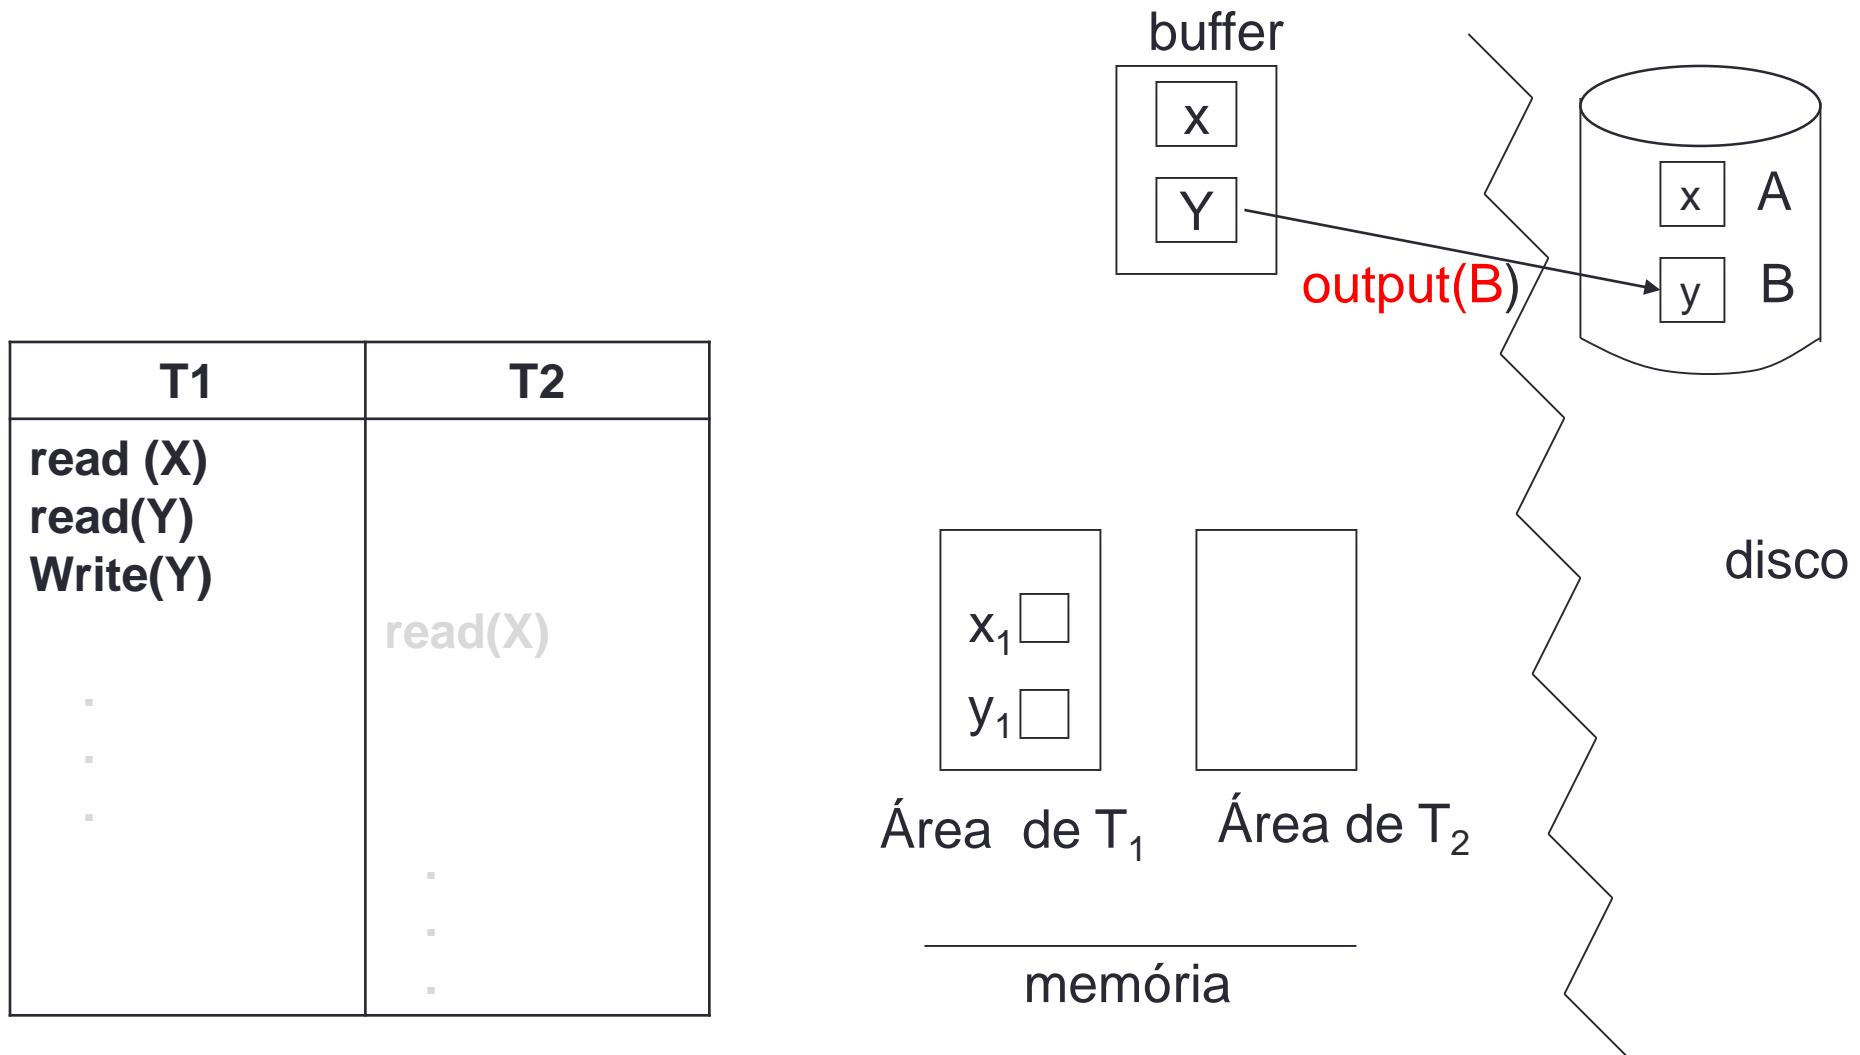 buffer
x
Y
x A
y B
output(B)
T1 T2
read (X)
read(Y)
Write(Y)
read(X)
.
.
.
.
.
.
disco
x1
y1
Área de T1
Área de T2
memória